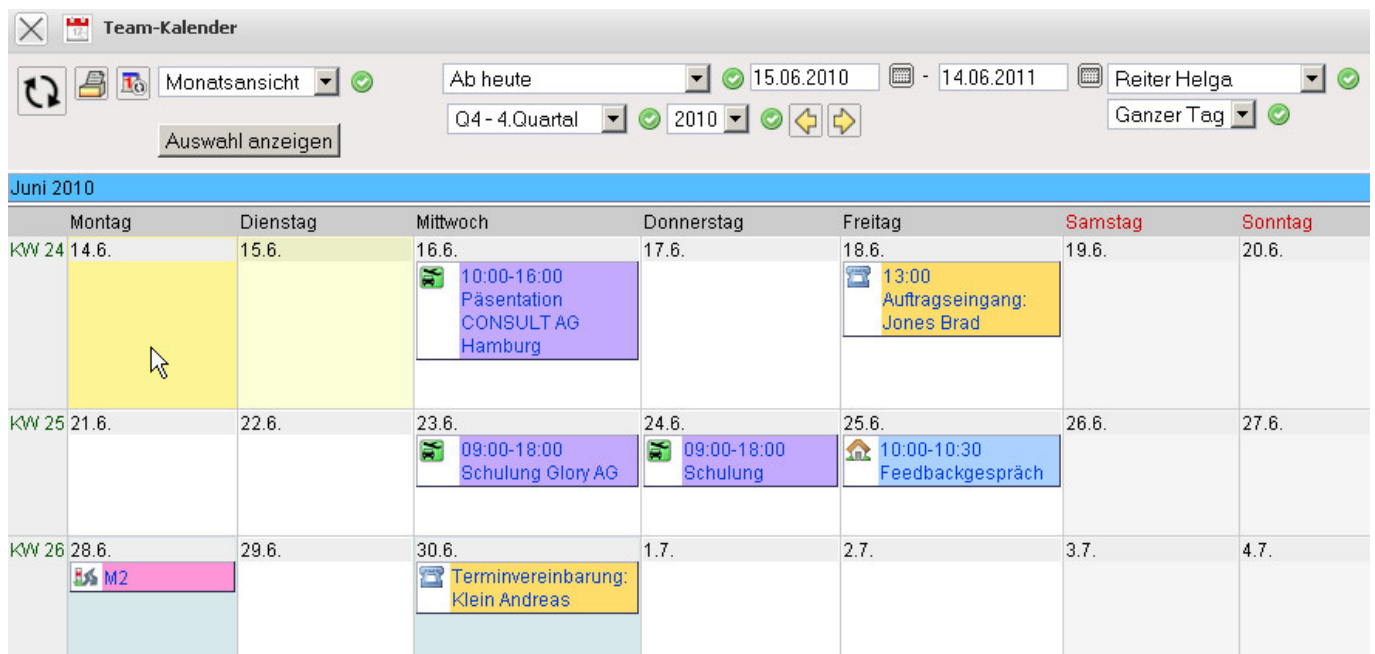 Team-Kalender
Monatsansicht Ab heute 15.06.2010 - 14.06.2011 Reiter Helga
Q4 - 4.Quartal 2010 Ganzer Tag
Auswahl anzeigen
Juni 2010
Montag Dienstag Mittwoch Donnerstag Freitag Samstag Sonntag
KW 24 14.6. 15.6. 16.6. 17.6. 18.6. 19.6. 20.6.
10:00-16:00
Päsentation
CONSULT AG
Hamburg
13:00
Auftragseingang:
Jones Brad
KW 25 21.6. 22.6. 23.6. 24.6. 25.6. 26.6. 27.6.
09:00-18:00
Schulung Glory AG
09:00-18:00
Schulung
10:00-10:30
Feedbackgespräch
KW 26 28.6. 29.6. 30.6. 1.7. 2.7. 3.7. 4.7.
M2
Terminvereinbarung:
Klein Andreas